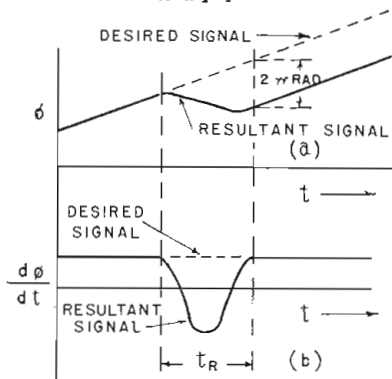 DESIRED SIGNAL
2 π RAD
ϕ
RESULTANT SIGNAL
(a)
t
DESIRED
SIGNAL
dϕ
dt
RESULTANT
SIGNAL
t
t_R
(b)